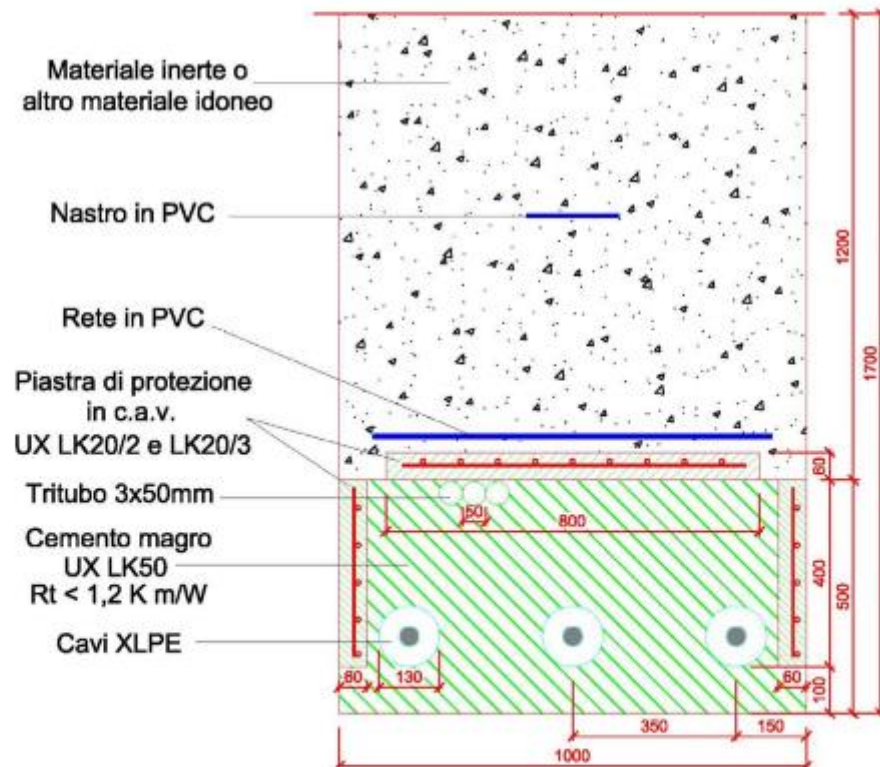 Materiale inerte o
altro materiale idoneo
Nastro in PVC
Rete in PVC
Piastra di protezione
in c.a.v.
UX LK20/2 e LK20/3
Tritubo 3x50mm
Cemento magro
UX LK50
Rt < 1,2 K m/W
Cavi XLPE
1200
1700
60
50
800
400
500
60
130
60
100
350
150
1000